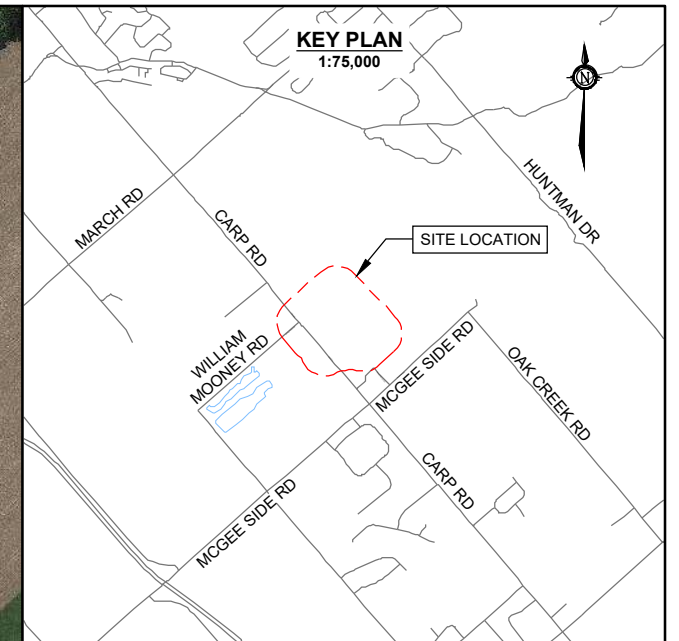 KEY PLAN
1:75,000
N
HUNTMAN DR
MARCH RD
CARP RD
SITE LOCATION
WILLIAM
MOONEY RD
MCGEE SIDE RD
OAK CREEK RD
CARP RD
MCGEE SIDE RD